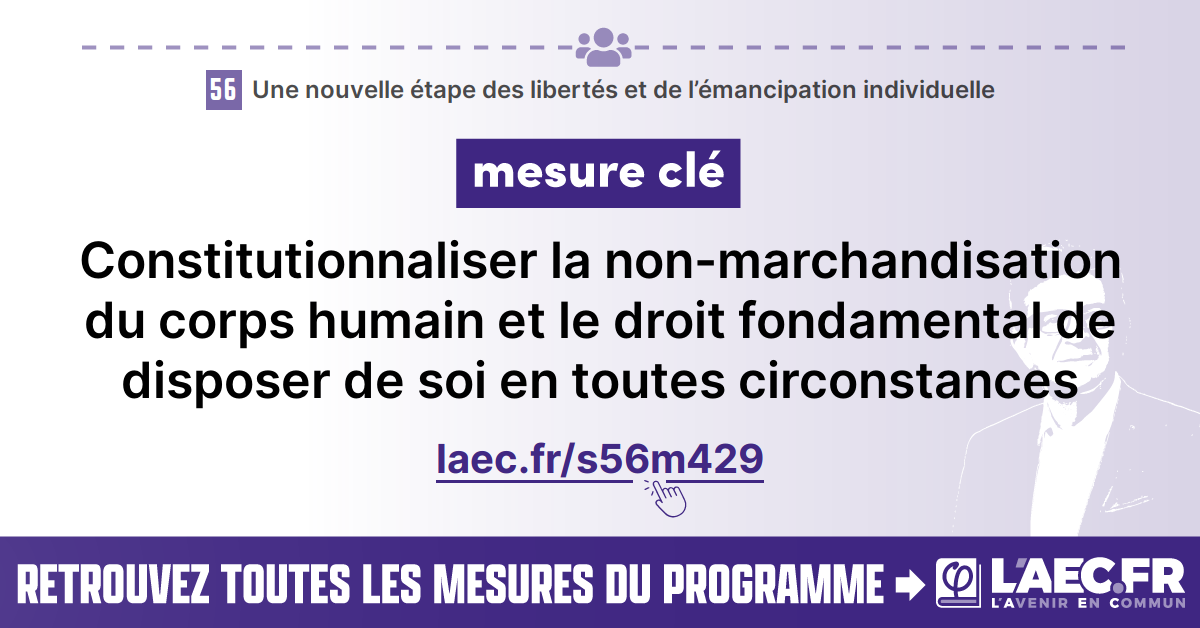 56 Une nouvelle étape des libertés et de l’émancipation individuelle
mesure clé
Constitutionnaliser la non-marchandisation
du corps humain et le droit fondamental de
disposer de soi en toutes circonstances
laec.fr/s56m429
RETROUVEZ TOUTES LES MESURES DU PROGRAMME
φ L'AEC.FR
L'AVENIR EN COMMUN